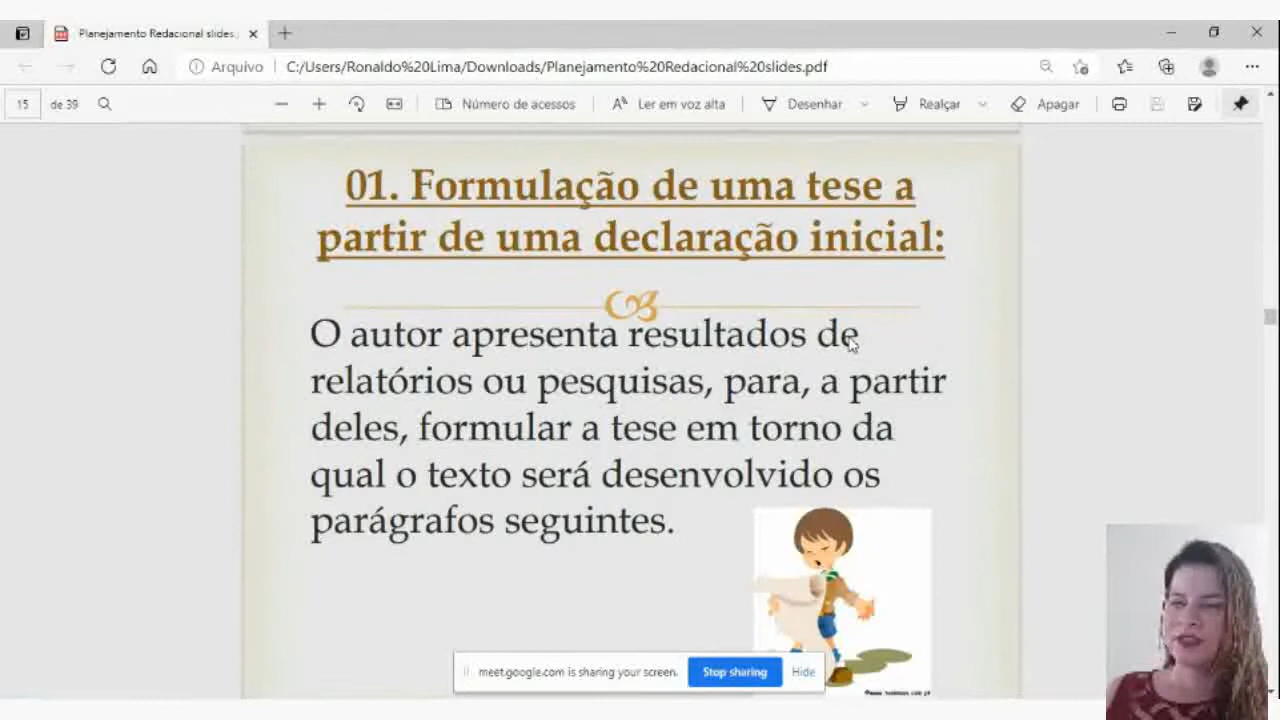 Planejamento Redacional slides.
Arquivo
C:/Users/Ronaldo%20Lima/Downloads/Planejamento%20Redacional%20slides.pdf
15 de 39
Número de acessos
Ler em voz alta
Desenhar
Realçar
Apagar
01. Formulação de uma tese a
partir de uma declaração inicial:
O autor apresenta resultados de
relatórios ou pesquisas, para, a partir
deles, formular a tese em torno da
qual o texto será desenvolvido os
parágrafos seguintes.
meet.google.com is sharing your screen.
Stop sharing
Hide